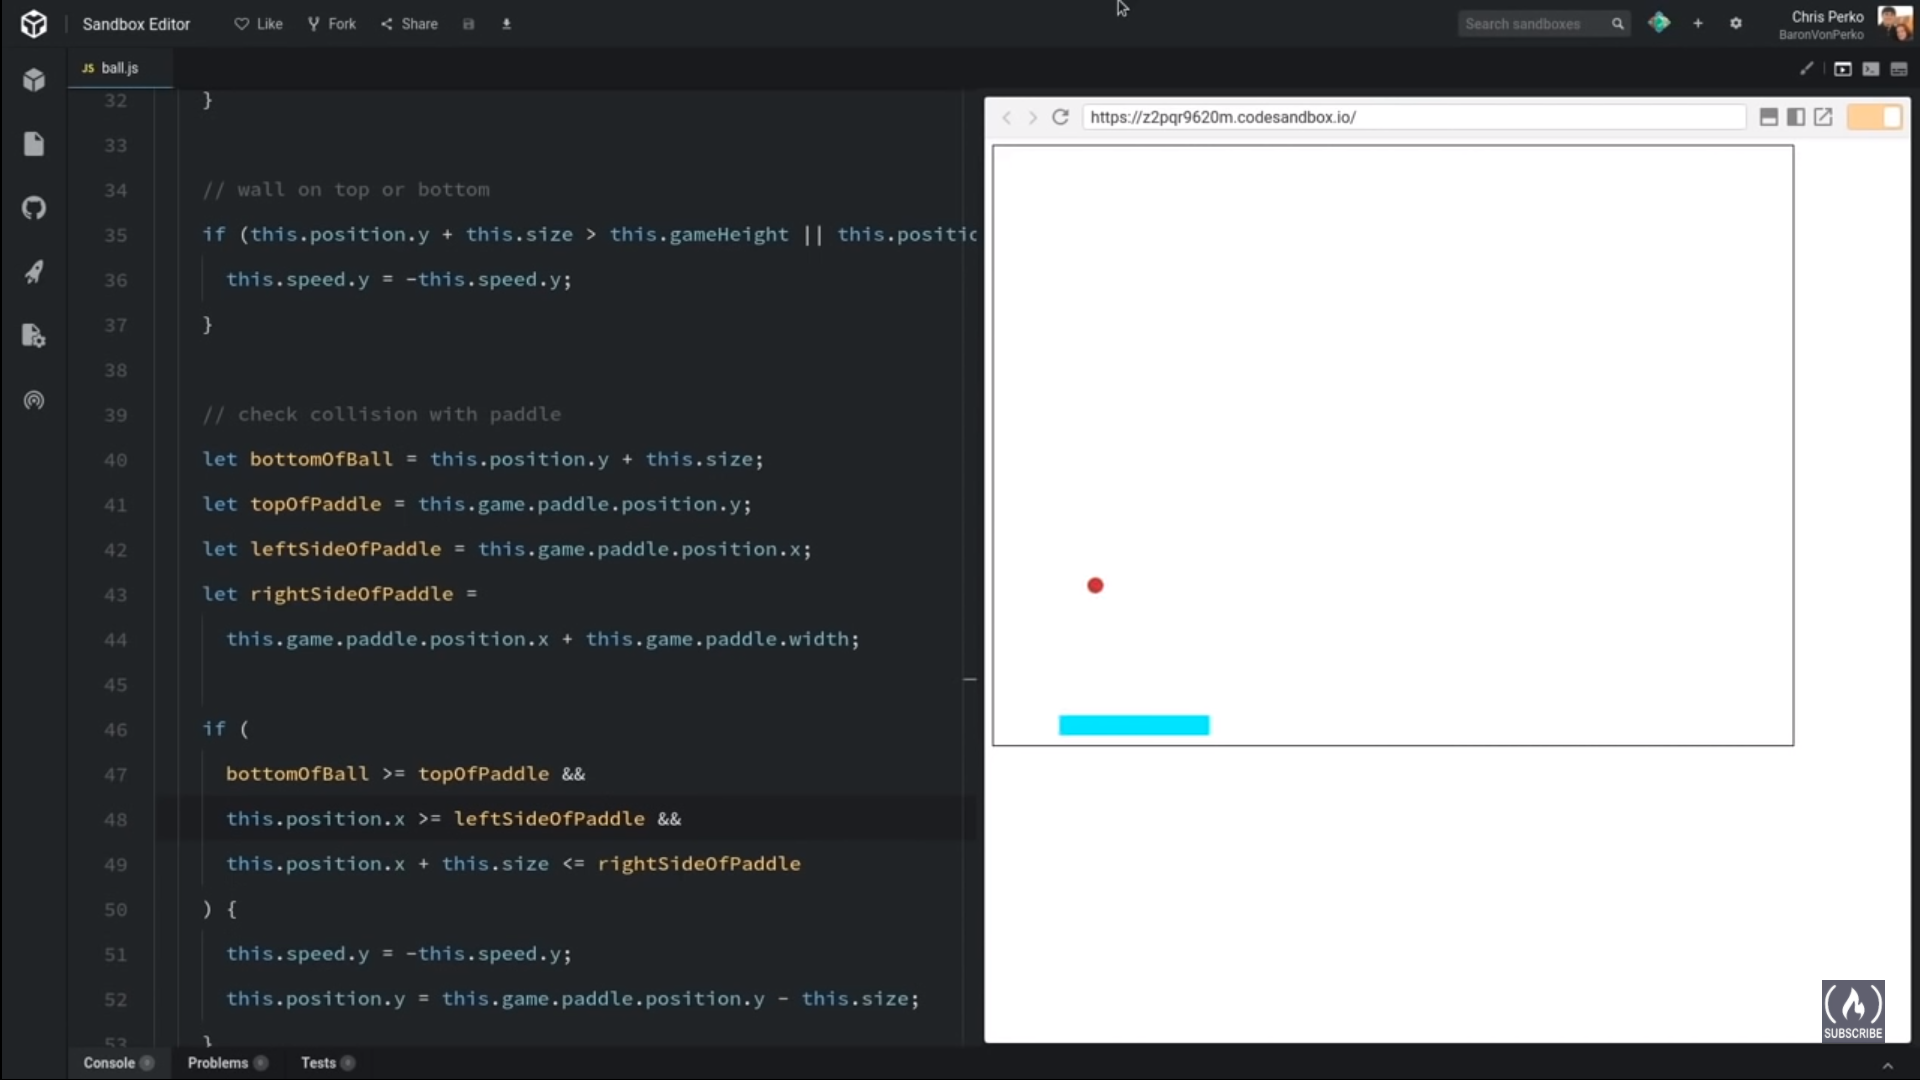 Sandbox Editor
Like
Fork
Share
Search sandboxes
Chris Perko
BaronVonPerko
JS ball.js
https://z2pqr9620m.codesandbox.io/
32 }
33
34 // wall on top or bottom
35 if (this.position.y + this.size > this.gameHeight || this.positic
36 this.speed.y = -this.speed.y;
37 }
38
39 // check collision with paddle
40 let bottomOfBall = this.position.y + this.size;
41 let topOfPaddle = this.game.paddle.position.y;
42 let leftSideOfPaddle = this.game.paddle.position.x;
43 let rightSideOfPaddle =
44 this.game.paddle.position.x + this.game.paddle.width;
45
46 if (
47 bottomOfBall >= topOfPaddle &&
48 this.position.x >= leftSideOfPaddle &&
49 this.position.x + this.size <= rightSideOfPaddle
50 ) {
51 this.speed.y = -this.speed.y;
52 this.position.y = this.game.paddle.position.y - this.size;
53 }
SUBSCRIBE
Console
Problems
Tests